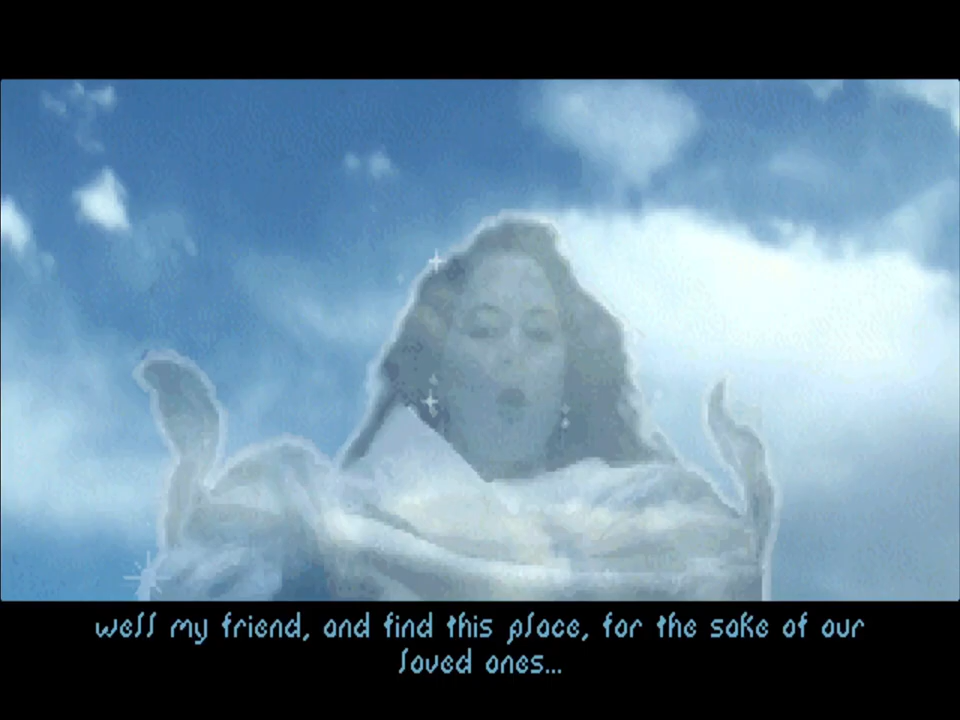 well my friend, and find this place, for the sake of our
loved ones...